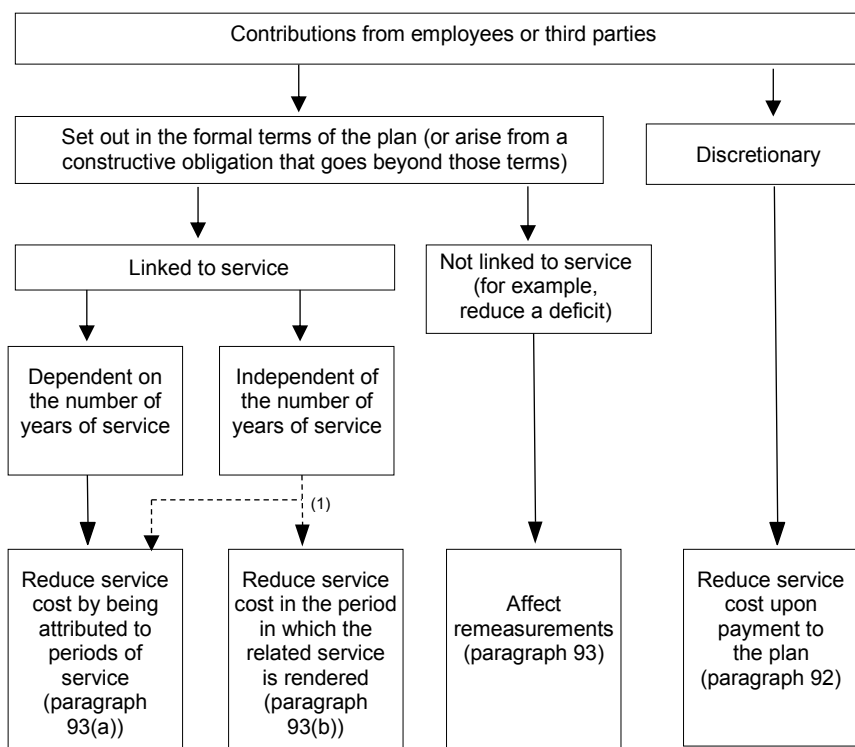 Contributions from employees or third parties
Set out in the formal terms of the plan (or arise from a
constructive obligation that goes beyond those terms)
Discretionary
Linked to service
Not linked to service
(for example,
reduce a deficit)
Dependent on
the number of
years of service
Independent of
the number of
years of service
(1)
Reduce service
cost by being
attributed to
periods of
service
(paragraph
93(a))
Reduce service
cost in the period
in which the
related service
is rendered
(paragraph
93(b))
Affect
remeasurements
(paragraph 93)
Reduce service
cost upon
payment to
the plan
(paragraph 92)